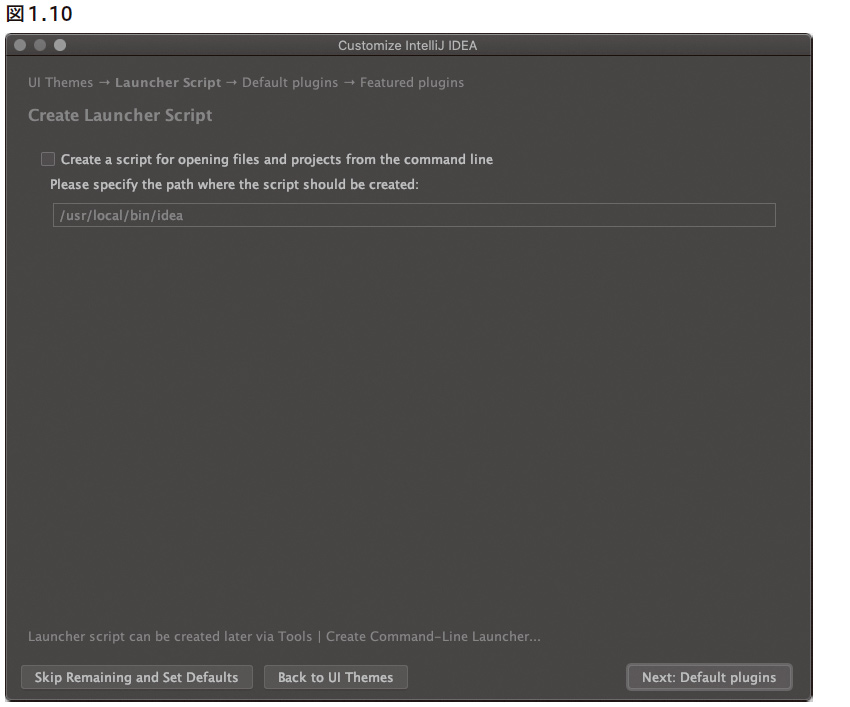 図1.10
Customize IntelliJ IDEA
UI Themes → Launcher Script → Default plugins → Featured plugins
Create Launcher Script
Create a script for opening files and projects from the command line
Please specify the path where the script should be created:
/usr/local/bin/idea
Launcher script can be created later via Tools | Create Command-Line Launcher...
Skip Remaining and Set Defaults Back to UI Themes Next: Default plugins